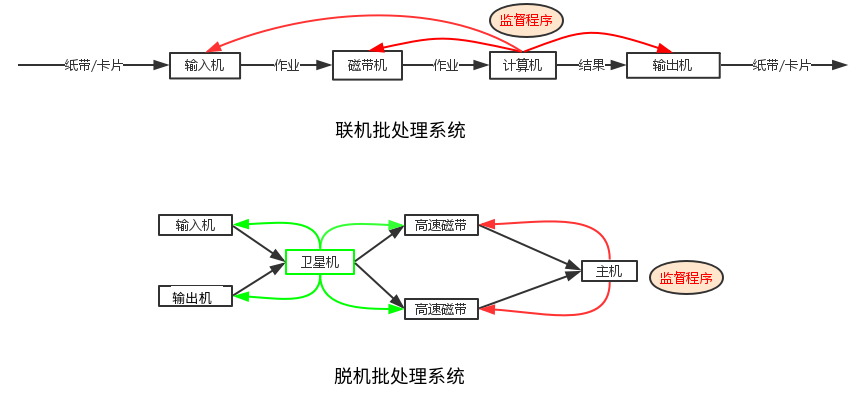 监督程序
纸带/卡片
输入机
作业
磁带机
作业
计算机
结果
输出机
纸带/卡片
联机批处理系统
输入机
高速磁带
卫星机
主机
监督程序
输出机
高速磁带
脱机批处理系统